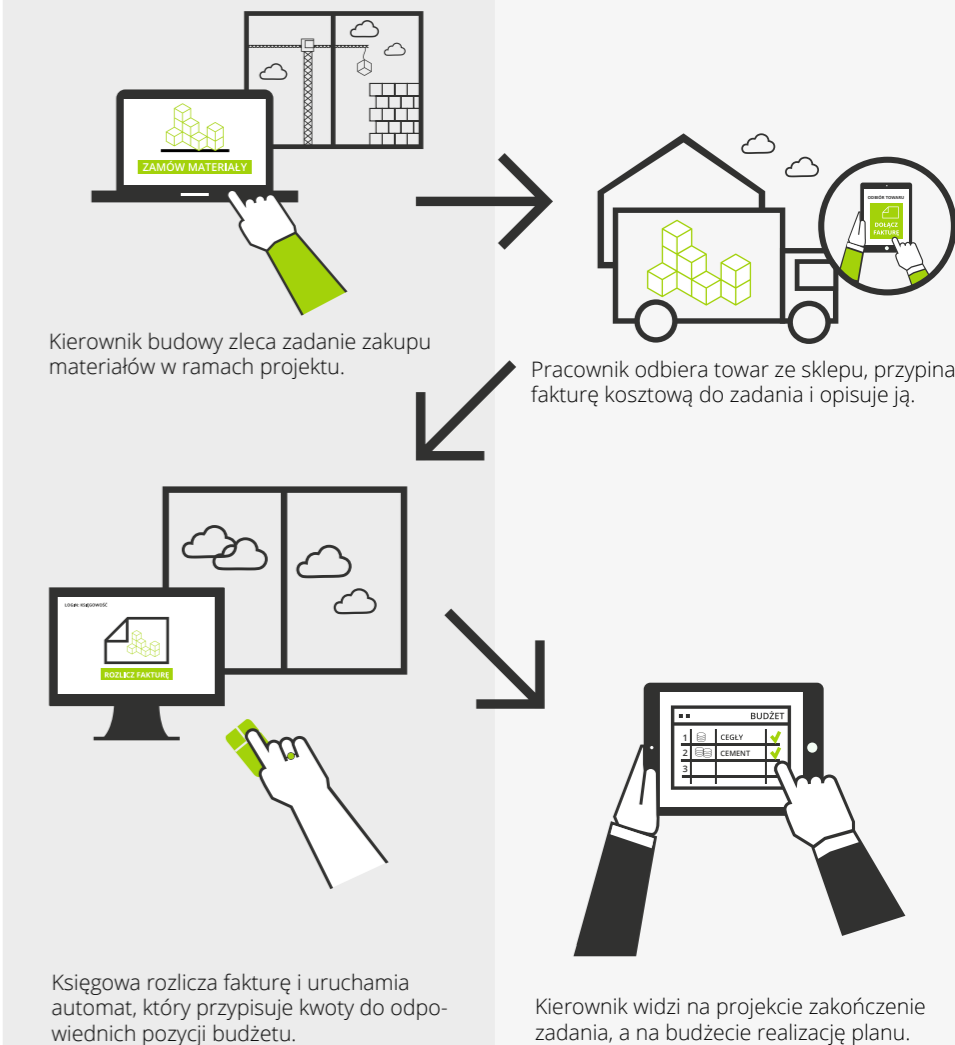 ZAMÓW MATERIAŁY
Kierownik budowy zleca zadanie zakupu
materiałów w ramach projektu.
ODBIÓR TOWARU
DOŁĄCZ
FAKTURĘ
Pracownik odbiera towar ze sklepu, przypina
fakturę kosztową do zadania i opisuje ją.
LOGIN: KSIĘGOWOŚĆ
ROZLICZ FAKTURĘ
Księgowa rozlicza fakturę i uruchamia
automat, który przypisuje kwoty do odpo-
wiednich pozycji budżetu.
BUDŻET
1 CEGŁY
2 CEMENT
3
Kierownik widzi na projekcie zakończenie
zadania, a na budżecie realizację planu.